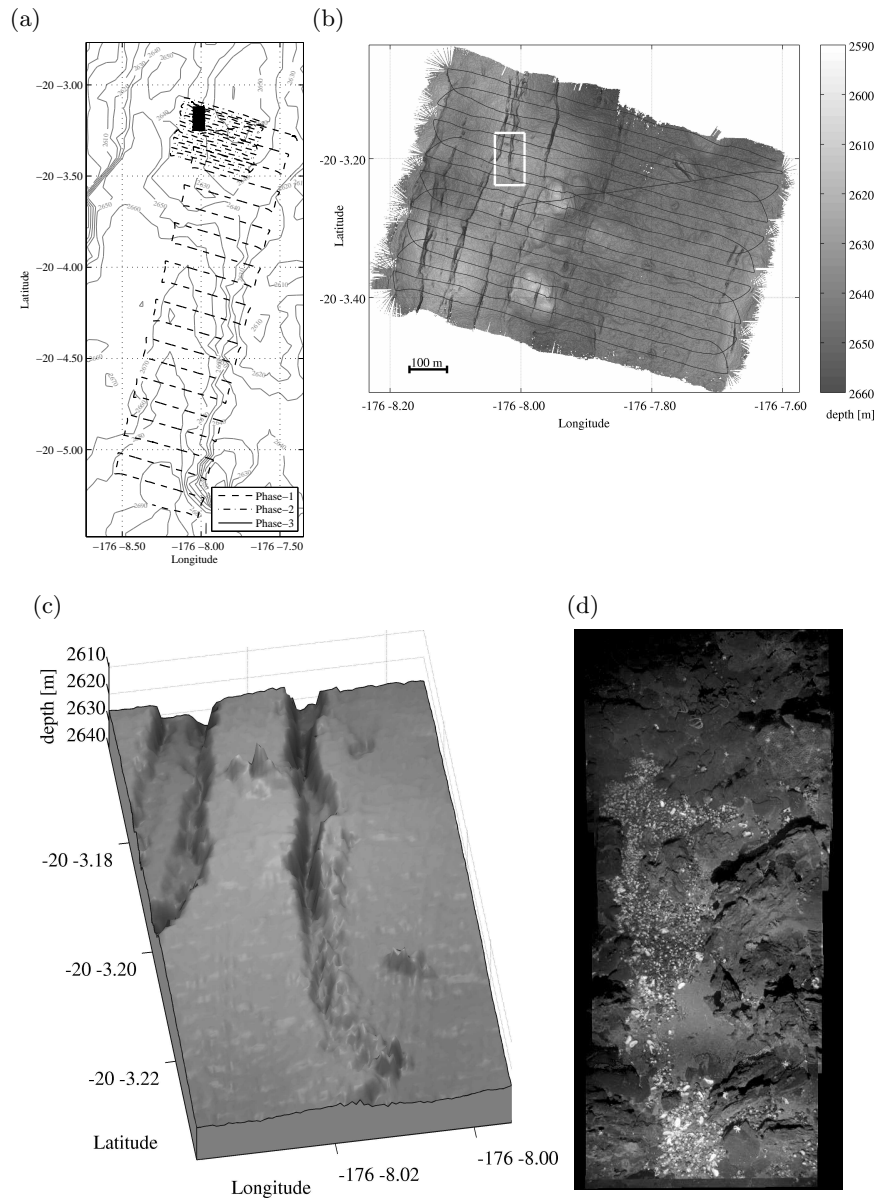 (a)
-20 -3.00
-20 -3.50
-20 -4.00
-20 -4.50
-20 -5.00
Latitude
-176 -8.50
-176 -8.00
-176 -7.50
Longitude
Phase-1
Phase-2
Phase-3
(b)
-20 -3.20
-20 -3.40
Latitude
100 m
-176 -8.20
-176 -8.00
-176 -7.80
-176 -7.60
Longitude
2590
2600
2610
2620
2630
2640
2650
2660
depth [m]
(c)
2610
2620
2630
2640
depth [m]
-20 -3.18
-20 -3.20
-20 -3.22
Latitude
-176 -8.00
-176 -8.02
Longitude
(d)